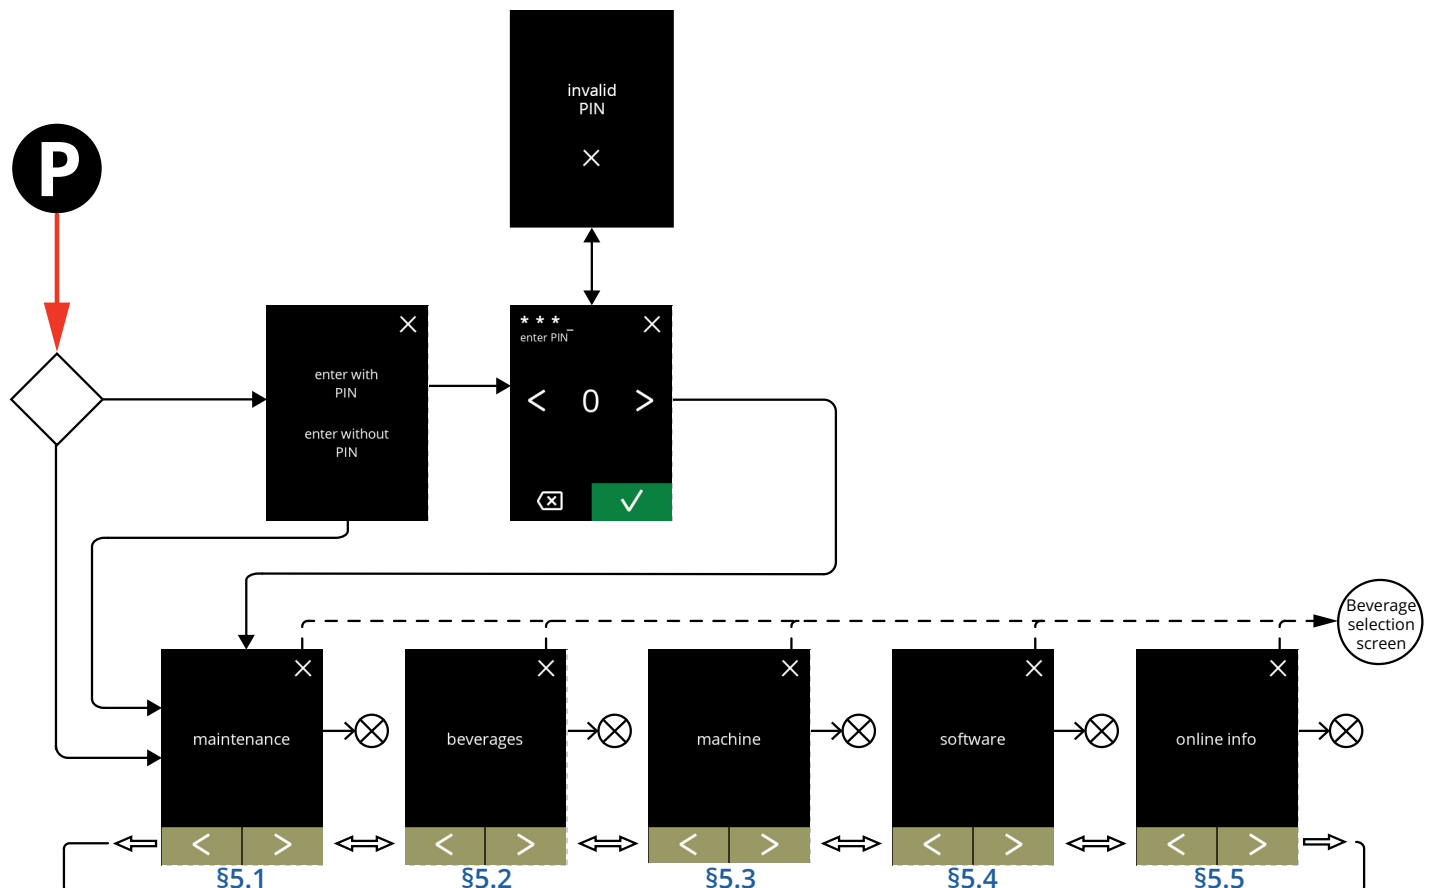 invalid
PIN
P
* * * _
enter PIN
enter with
PIN
enter without
PIN
< 0 >
Beverage
selection
screen
maintenance
beverages
machine
software
online info
< >
< >
< >
< >
< >
§5.1
§5.2
§5.3
§5.4
§5.5